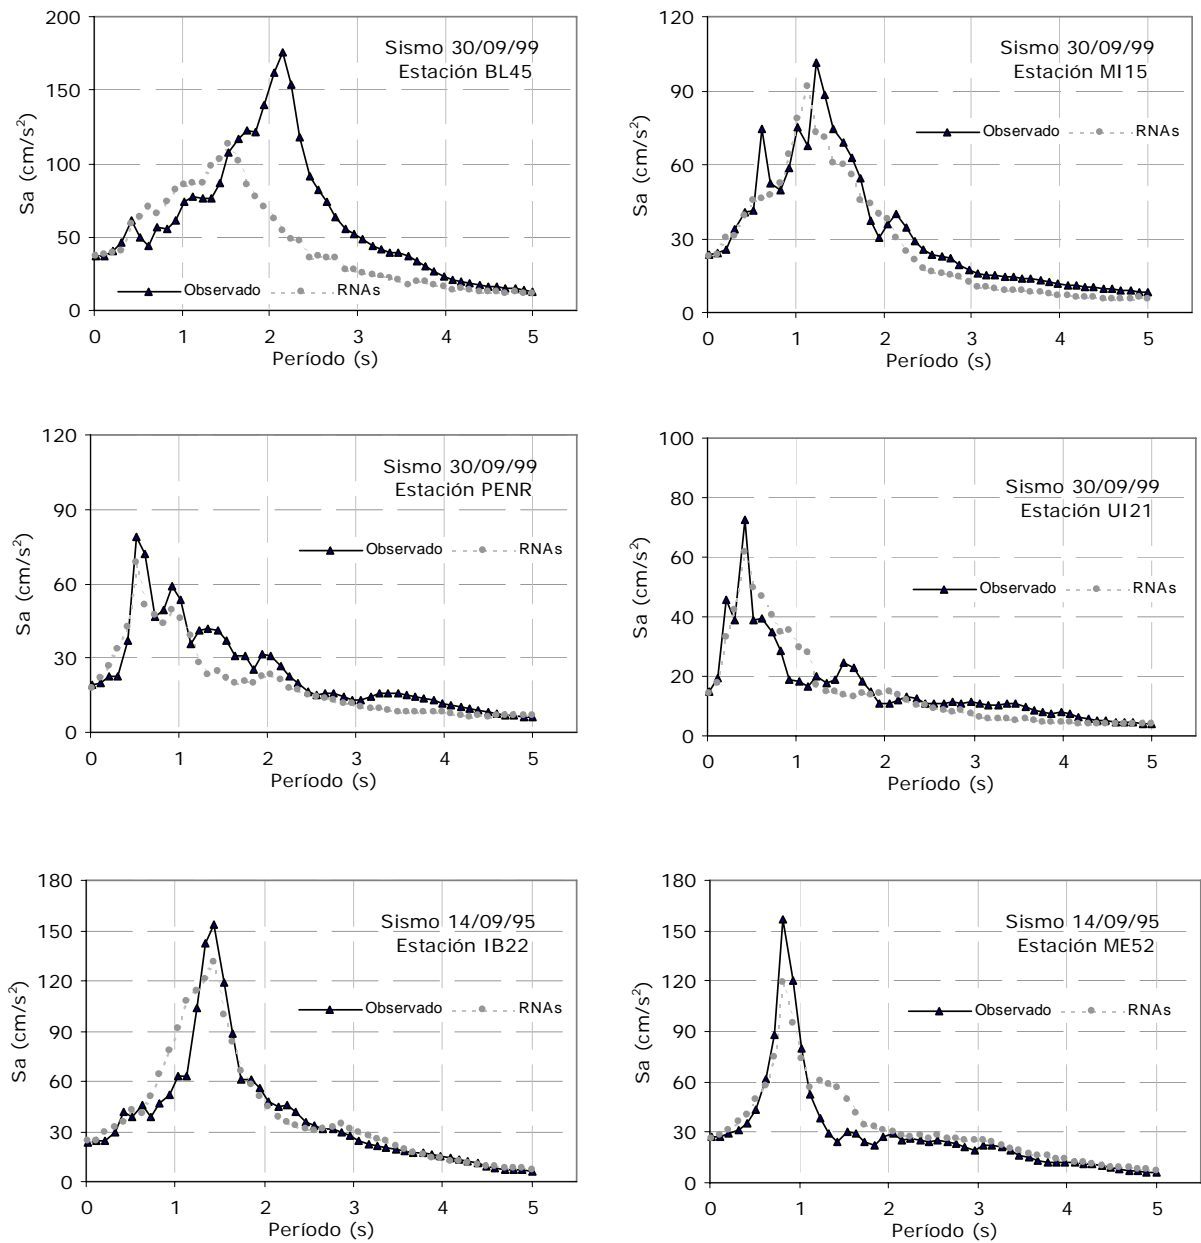 200
150
100
50
0
Sa (cm/s²)
Sismo 30/09/99
Estación BL45
Observado
RNAs
0 1 2 3 4 5
Período (s)
120
90
60
30
0
Sa (cm/s²)
Sismo 30/09/99
Estación MI15
Observado
RNAs
0 1 2 3 4 5
Período (s)
120
90
60
30
0
Sa (cm/s²)
Sismo 30/09/99
Estación PENR
Observado
RNAs
0 1 2 3 4 5
Período (s)
100
80
60
40
20
0
Sa (cm/s²)
Sismo 30/09/99
Estación UI21
Observado
RNAs
0 1 2 3 4 5
Período (s)
180
150
120
90
60
30
0
Sa (cm/s²)
Sismo 14/09/95
Estación IB22
Observado
RNAs
0 1 2 3 4 5
Período (s)
180
150
120
90
60
30
0
Sa (cm/s²)
Sismo 14/09/95
Estación ME52
Observado
RNAs
0 1 2 3 4 5
Período (s)